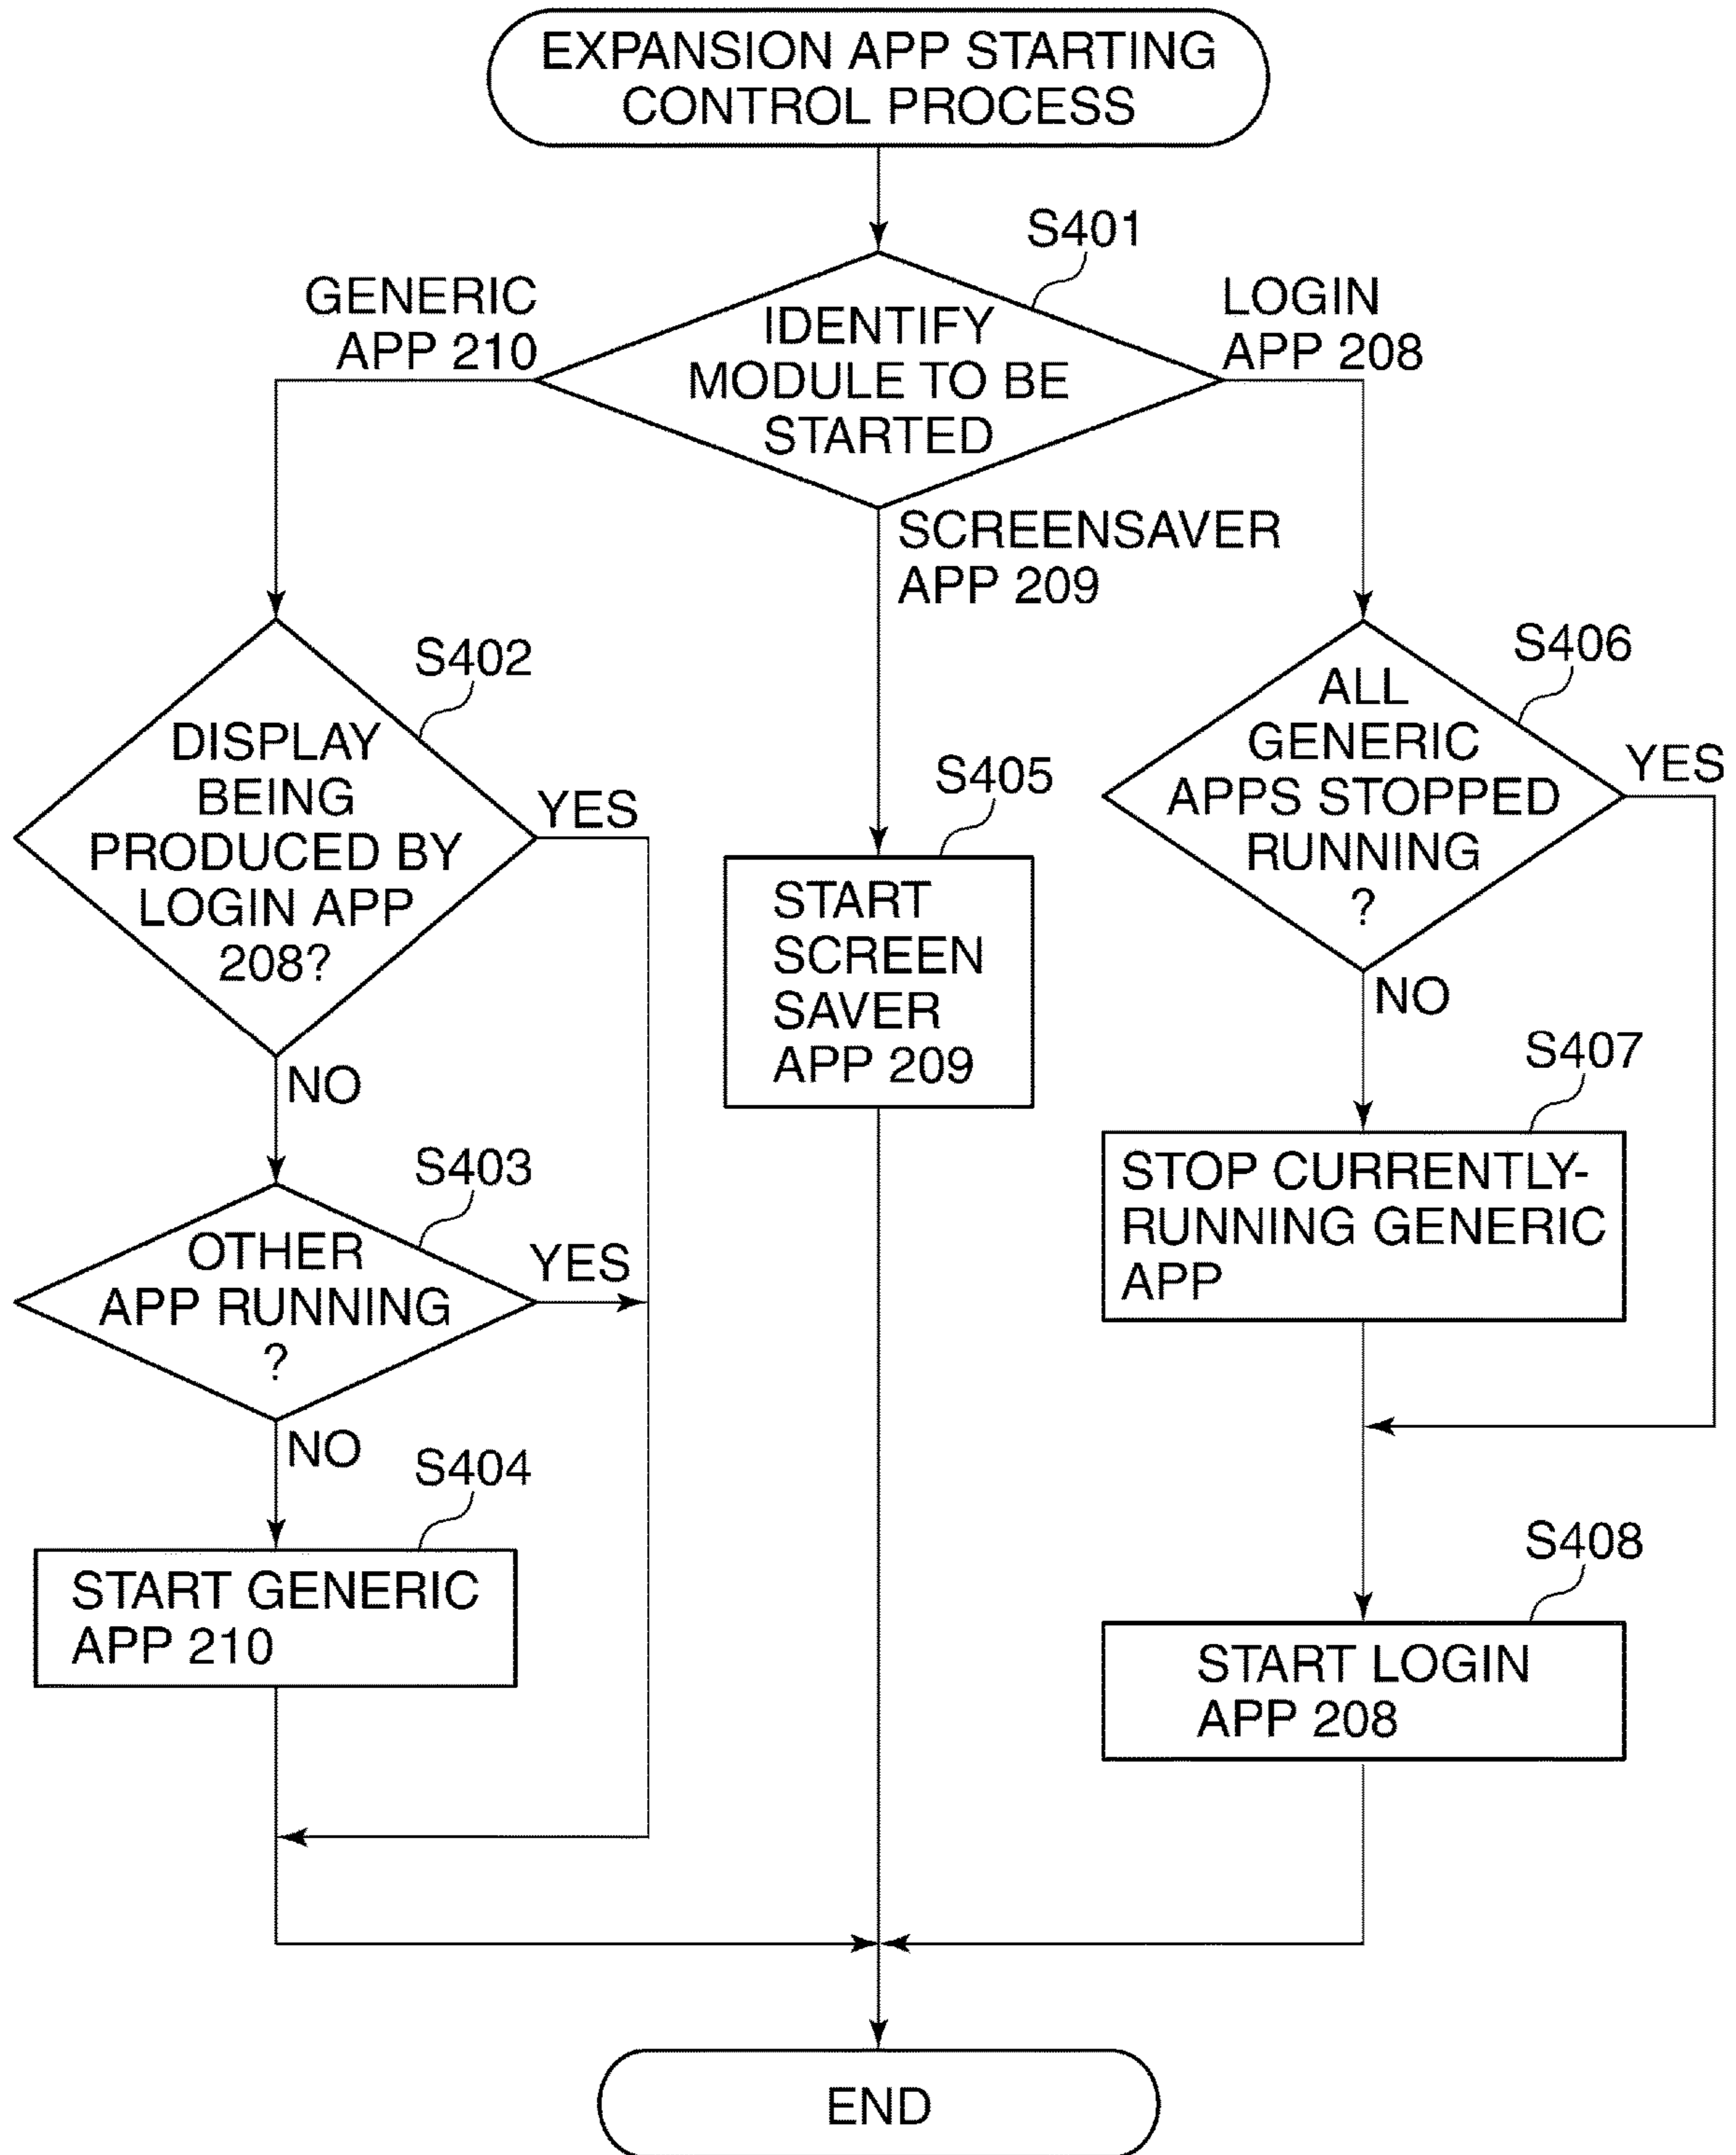 EXPANSION APP STARTING
CONTROL PROCESS
S401
GENERIC
APP 210
IDENTIFY
MODULE TO BE
STARTED
LOGIN
APP 208
SCREENSAVER
APP 209
S402
DISPLAY
BEING
PRODUCED BY
LOGIN APP
208?
YES
NO
S403
OTHER
APP RUNNING
?
YES
NO
S404
START GENERIC
APP 210
S405
START
SCREEN
SAVER
APP 209
S406
ALL
GENERIC
APPS STOPPED
RUNNING
?
YES
NO
S407
STOP CURRENTLY-
RUNNING GENERIC
APP
S408
START LOGIN
APP 208
END